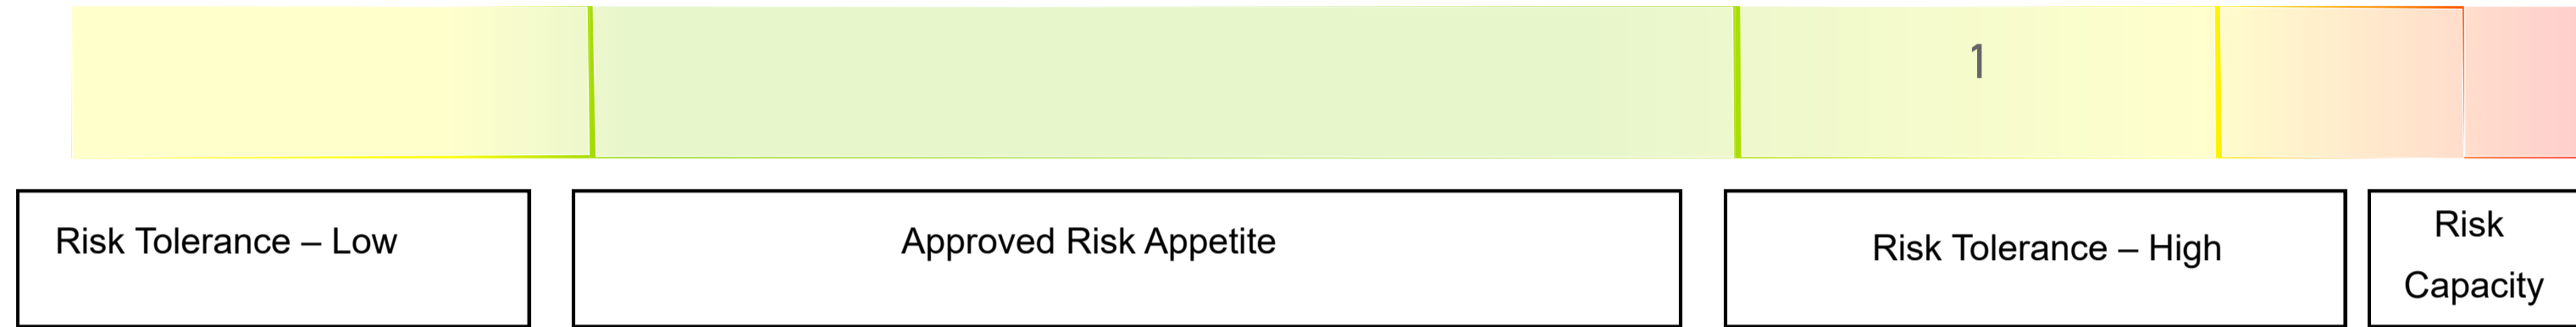 1
Risk Tolerance – Low
Approved Risk Appetite
Risk Tolerance – High
Risk
Capacity